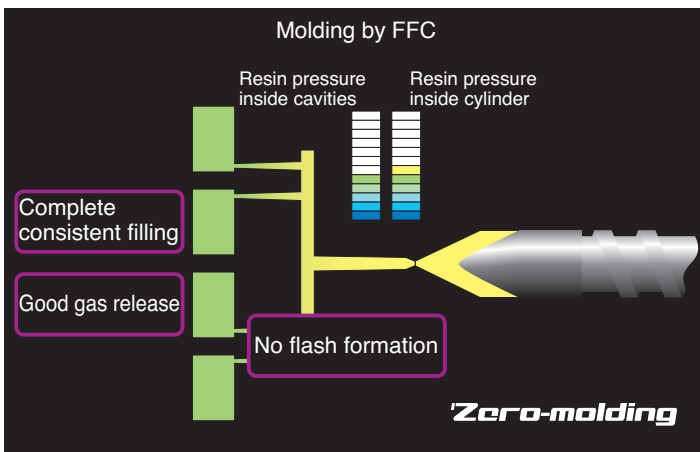 Molding by FFC
Resin pressure
inside cavities
Resin pressure
inside cylinder
Complete
consistent filling
Good gas release
No flash formation
'Zero-molding